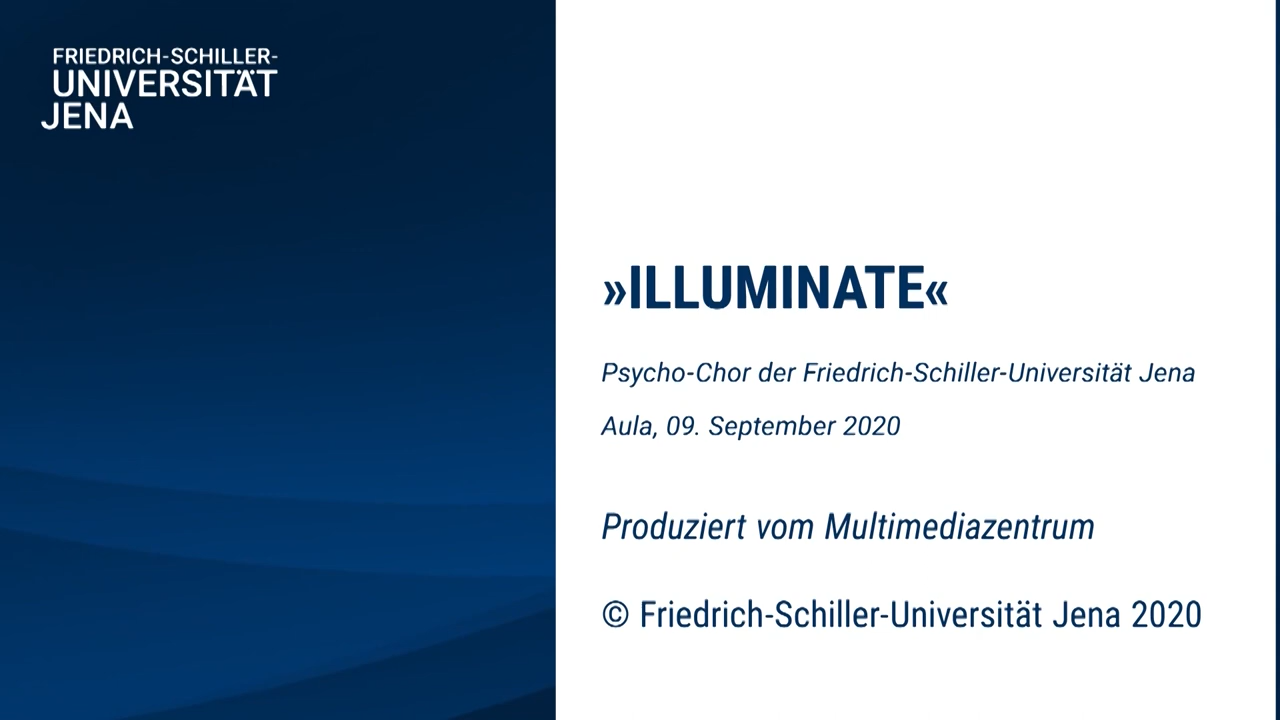 FRIEDRICH-SCHILLER-
UNIVERSITÄT
JENA
»ILLUMINATE«
Psycho-Chor der Friedrich-Schiller-Universität Jena
Aula, 09. September 2020
Produziert vom Multimediazentrum
© Friedrich-Schiller-Universität Jena 2020